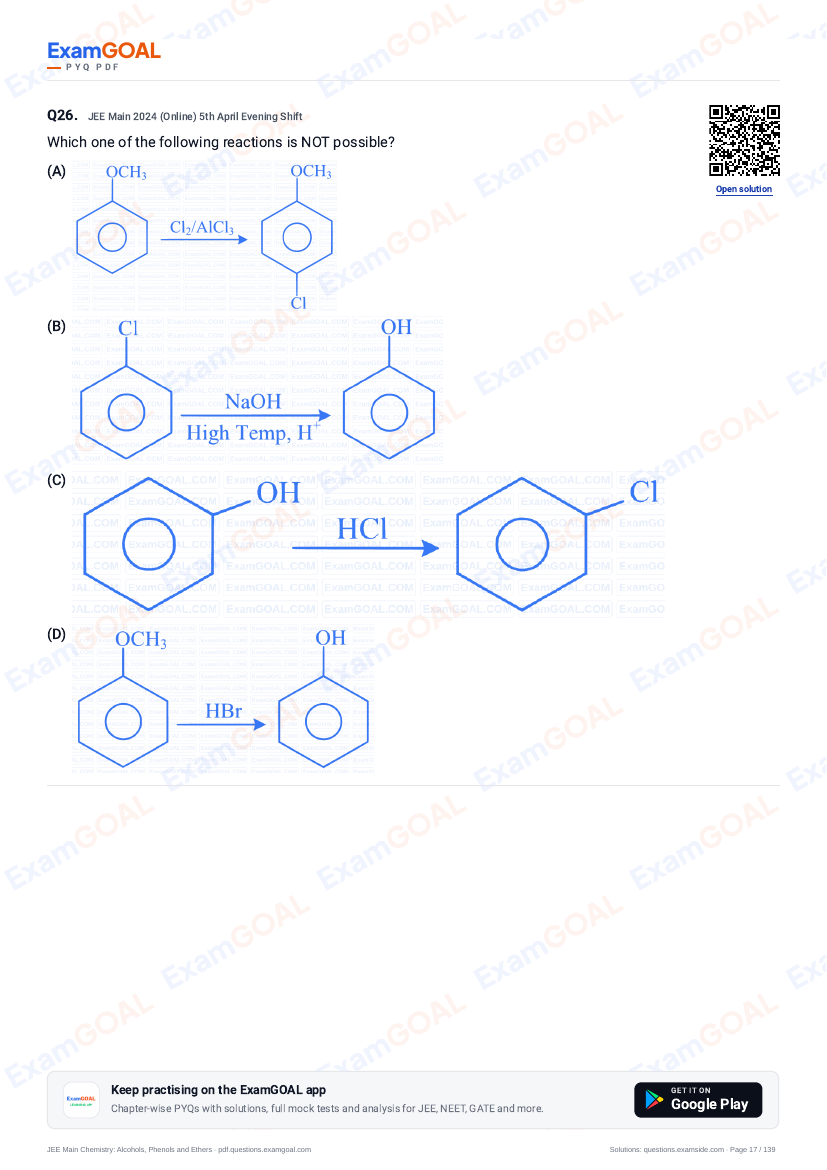 ExamGOAL
PYQ PDF
Q26. JEE Main 2024 (Online) 5th April Evening Shift
Which one of the following reactions is NOT possible?
Open solution
(A)
OCH₃ OCH₃
Cl₂/AlCl₃
Cl
(B)
Cl OH
NaOH
High Temp, H⁺
(C)
OH Cl
HCl
(D)
OCH₃ OH
HBr
Keep practising on the ExamGOAL app
Chapter-wise PYQs with solutions, full mock tests and analysis for JEE, NEET, GATE and more.
GET IT ON
Google Play
JEE Main Chemistry: Alcohols, Phenols and Ethers · pdf.questions.examgoal.com
Solutions: questions.examside.com · Page 17 / 139